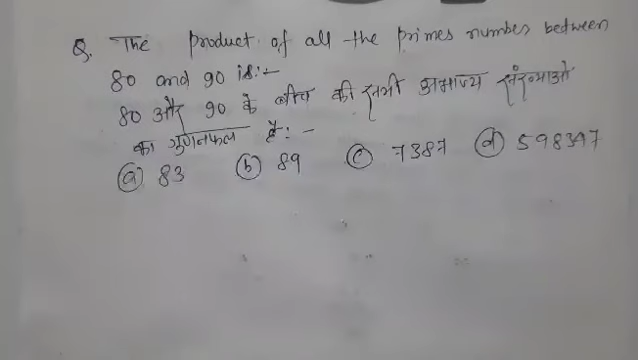 Q. The product of all the primes number between
80 and 90 is:-
80 और 90 के बीच की सभी अभाज्य संख्याओ
का गुणनफल है:-
(a) 83 (b) 89 (c) 7387 (d) 598347